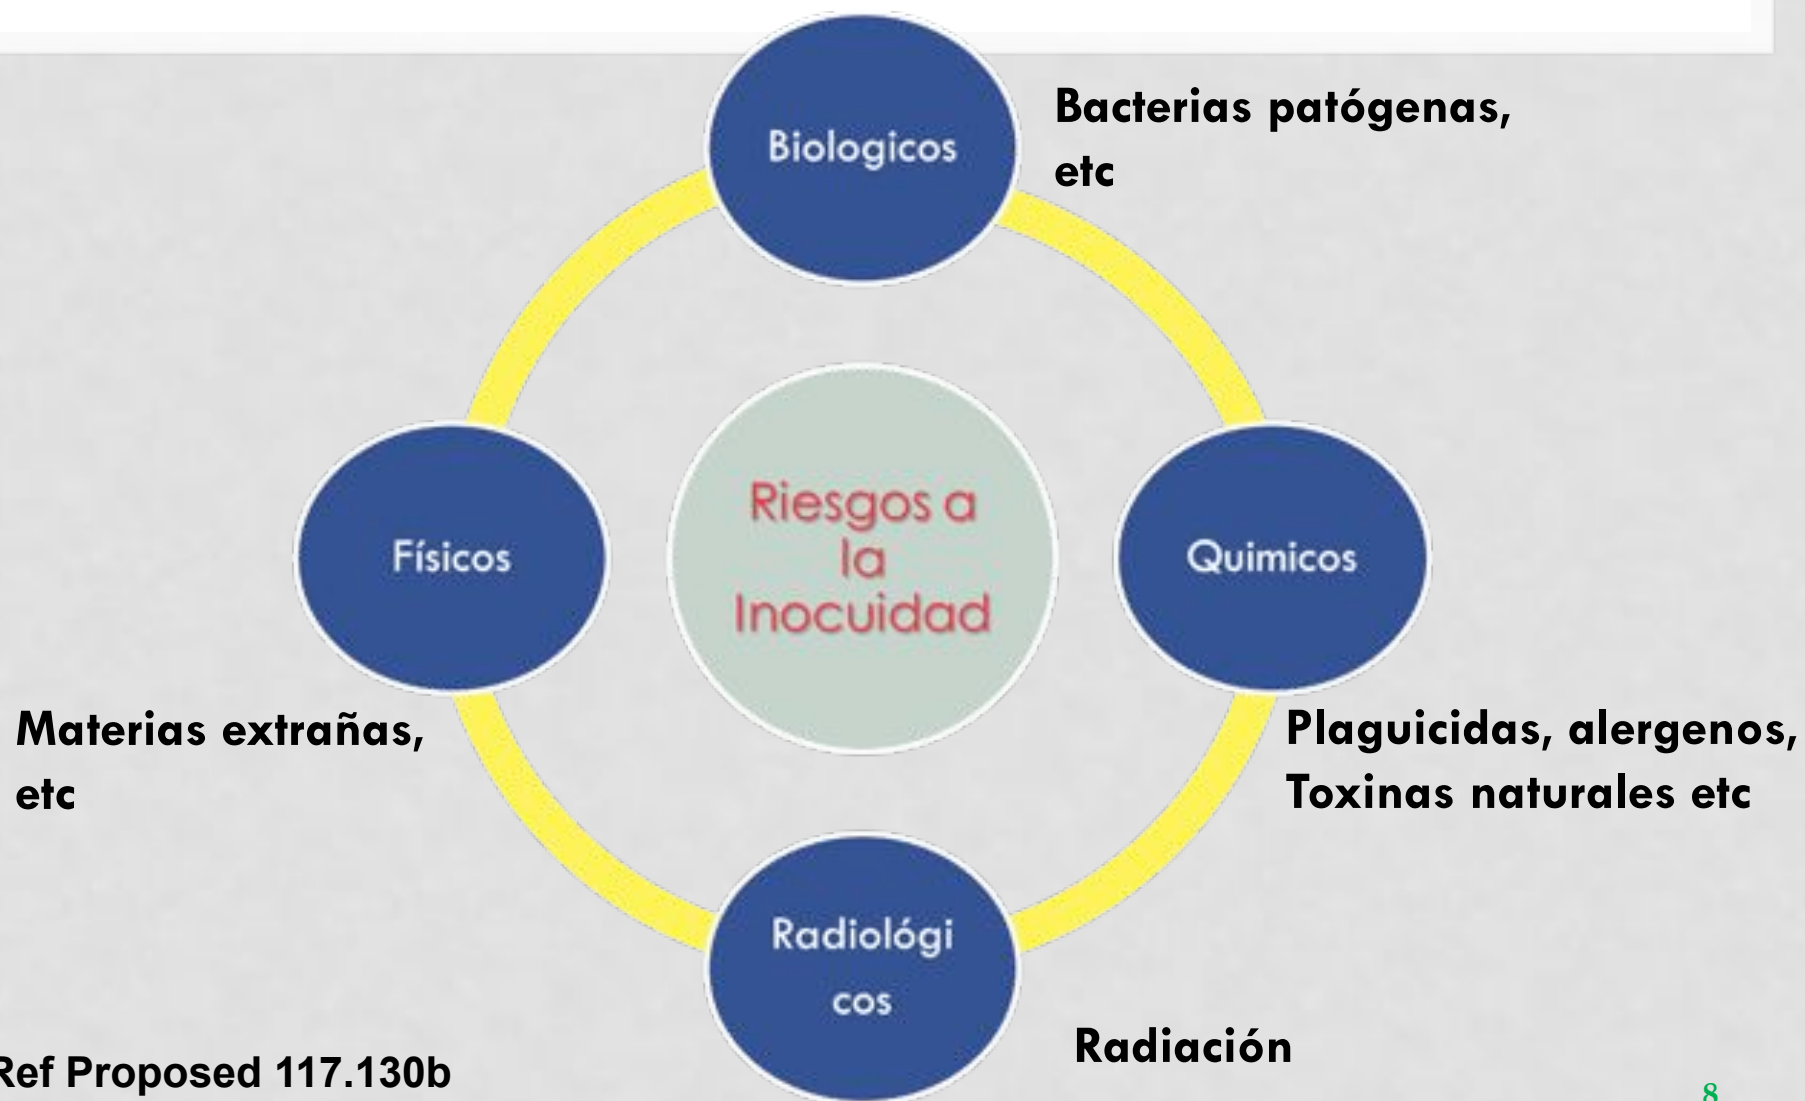 Biologicos
Bacterias patógenas,
etc
Riesgos a
la
Inocuidad
Físicos
Quimicos
Materias extrañas,
etc
Plaguicidas, alergenos,
Toxinas naturales etc
Radiológi
cos
Radiación
Ref Proposed 117.130b
8